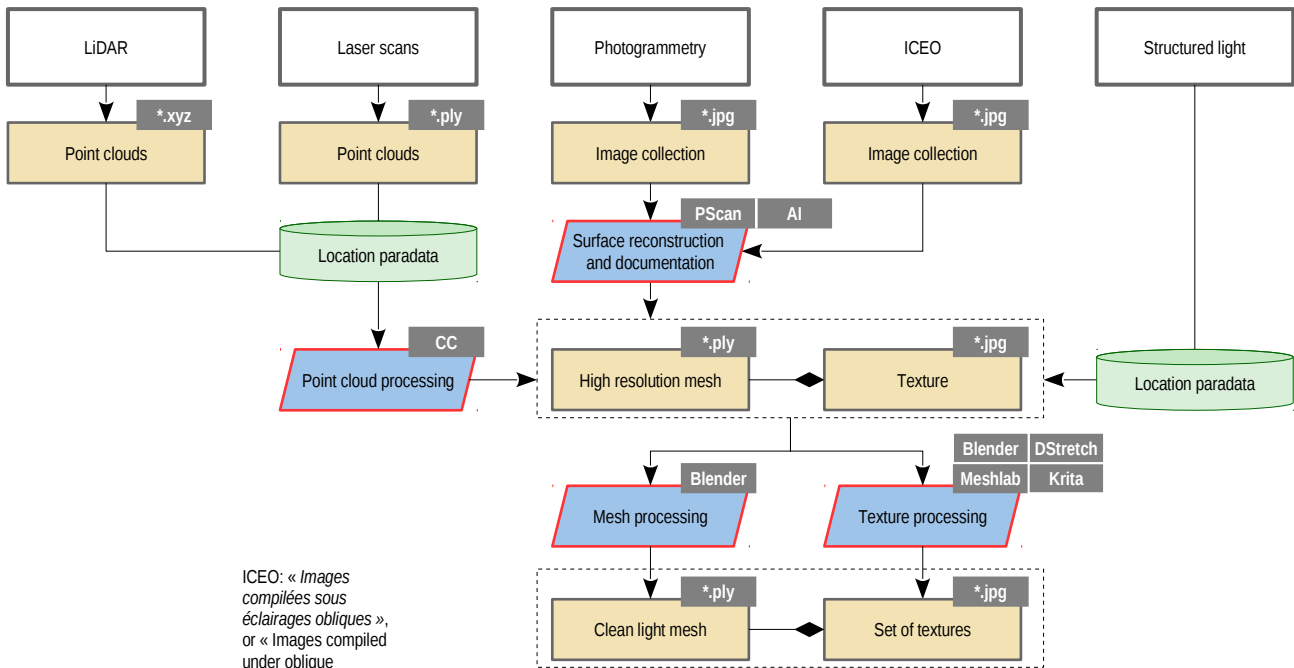 LiDAR
Laser scans
Photogrammetry
ICEO
Structured light
*.xyz
*.ply
*.jpg
*.jpg
Point clouds
Point clouds
Image collection
Image collection
PScan
AI
Location paradata
Surface reconstruction
and documentation
CC
*.ply
*.jpg
Point cloud processing
High resolution mesh
Texture
Location paradata
Blender
DStretch
Blender
Meshlab
Krita
Mesh processing
Texture processing
ICEO: « Images
compilées sous
éclairages obliques »,
or « Images compiled
under oblique
*.ply
*.jpg
Clean light mesh
Set of textures